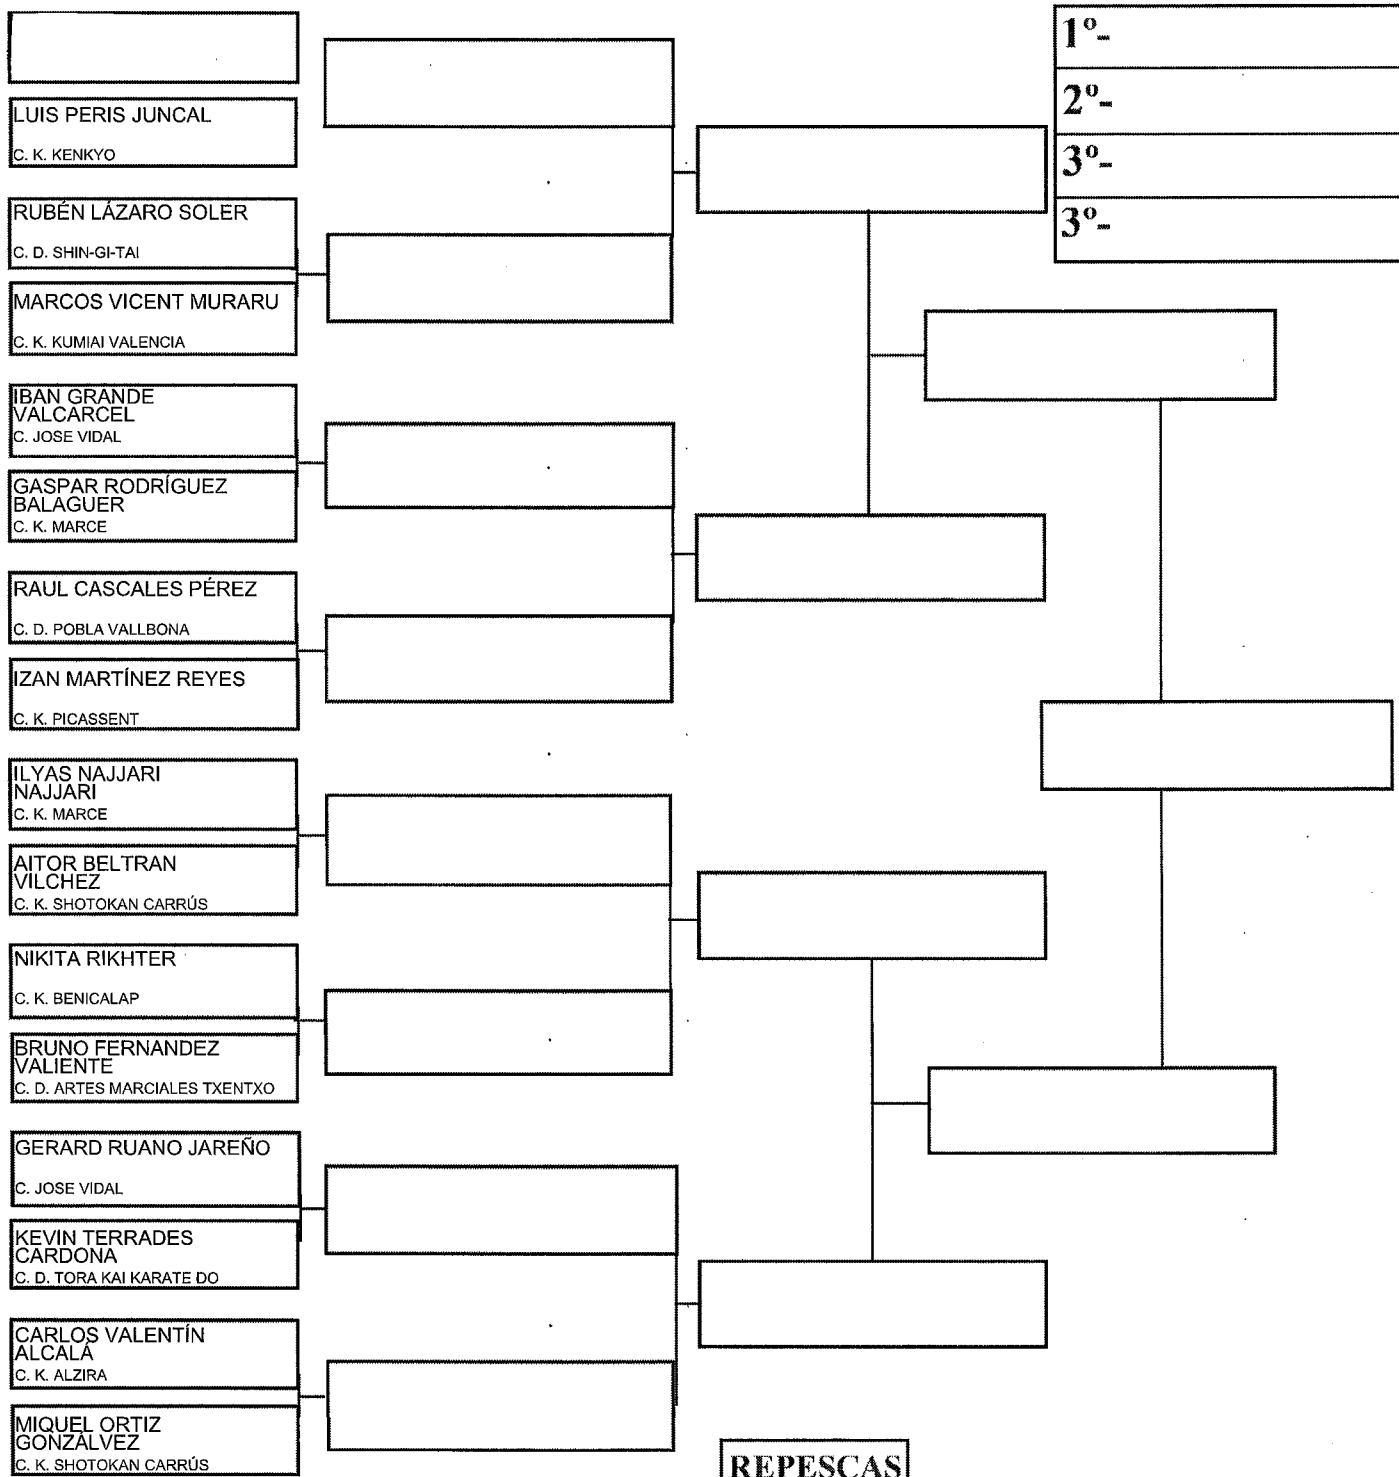 1º-
2º-
3º-
3º-
LUIS PERIS JUNCAL
C. K. KENKYO
RUBÉN LÁZARO SOLER
C. D. SHIN-GI-TAI
MARCOS VICENT MURARU
C. K. KUMIAI VALENCIA
IBAN GRANDE
VALCARCEL
C. JOSE VIDAL
GASPAR RODRÍGUEZ
BALAGUER
C. K. MARCE
RAUL CASCALES PÉREZ
C. D. POBLA VALLBONA
IZAN MARTÍNEZ REYES
C. K. PICASSENT
ILYAS NAJJARI
NAJJARI
C. K. MARCE
AITOR BELTRAN
VILCHEZ
C. K. SHOTOKAN CARRÚS
NIKITA RIKHTER
C. K. BENICALAP
BRUNO FERNANDEZ
VALIENTE
C. D. ARTES MARCIALES TXENTXO
GERARD RUANO JAREÑO
C. JOSE VIDAL
KEVIN TERRADES
CARDONA
C. D. TORA KAI KARATE DO
CARLOS VALENTÍN
ALCALÁ
C. K. ALZIRA
MIQUEL ORTIZ
GONZÁLVEZ
C. K. SHOTOKAN CARRÚS
REPESCAS